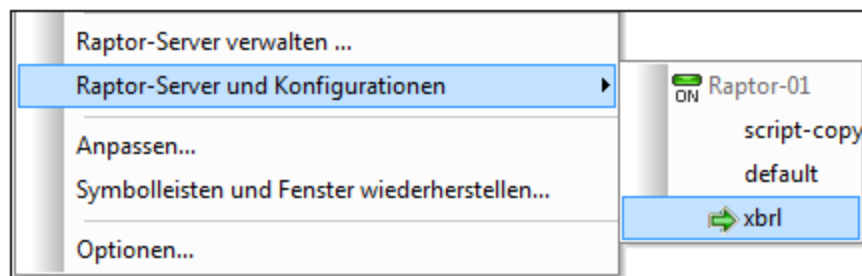 Raptor-Server verwalten ...
Raptor-Server und Konfigurationen
Anpassen...
Symbolleisten und Fenster wiederherstellen...
Optionen...
ON Raptor-01
script-copy
default
xbrl